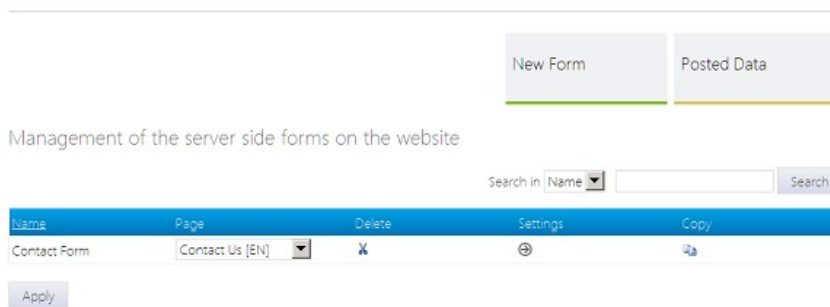 New Form Posted Data
Management of the server side forms on the website
Search in Name Search
Name Page Delete Settings Copy
Contact Form Contact Us [EN]
Apply